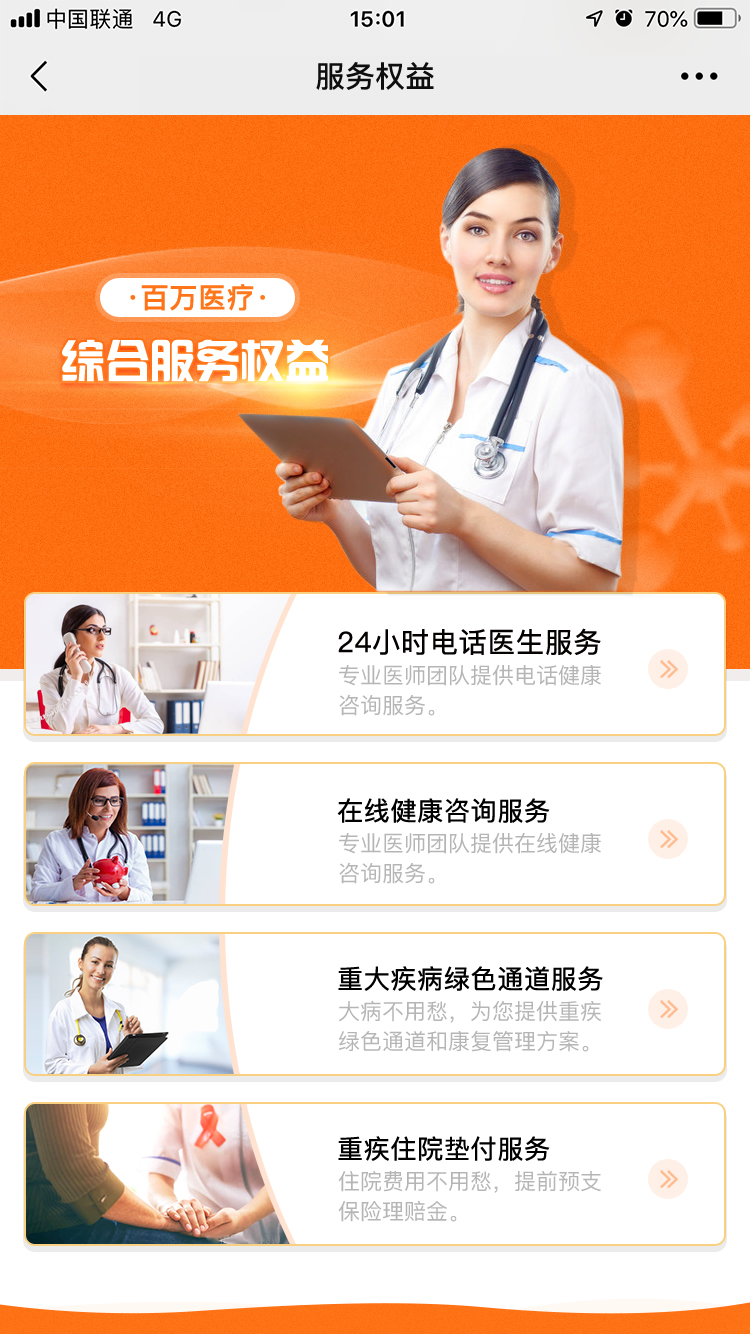 中国联通 4G 15:01 70%
服务权益
·百万医疗·
综合服务权益
24小时电话医生服务
专业医师团队提供电话健康
咨询服务。
在线健康咨询服务
专业医师团队提供在线健康
咨询服务。
重大疾病绿色通道服务
大病不用愁，为您提供重疾
绿色通道和康复管理方案。
重疾住院垫付服务
住院费用不用愁，提前预支
保险理赔金。